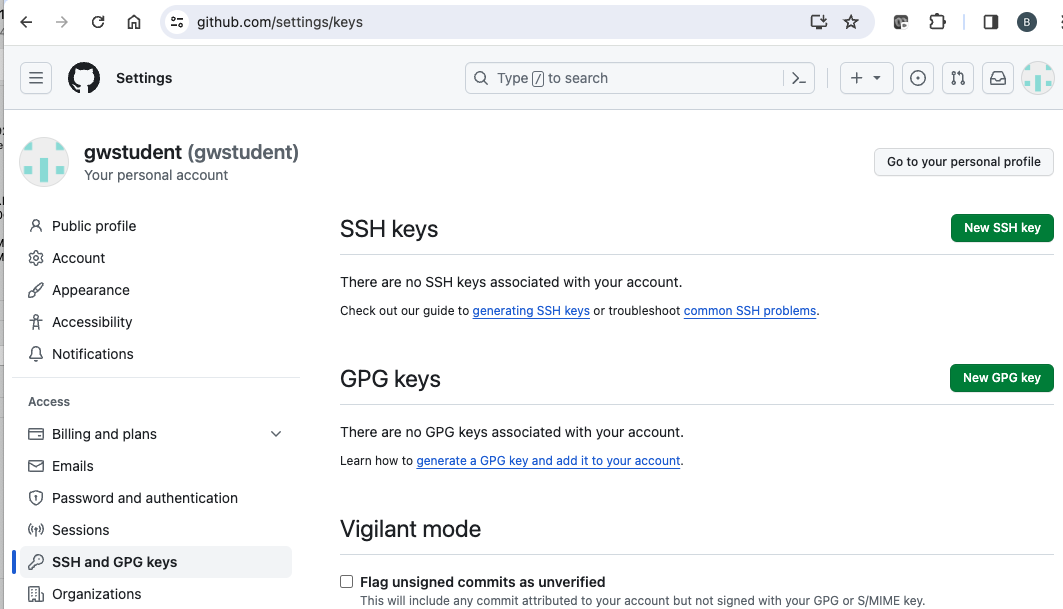 github.com/settings/keys
B
Settings
Type / to search
gwstudent (gwstudent)
Your personal account
Go to your personal profile
Public profile
Account
Appearance
Accessibility
Notifications
Access
Billing and plans
Emails
Password and authentication
Sessions
SSH and GPG keys
Organizations
SSH keys
New SSH key
There are no SSH keys associated with your account.
Check out our guide to generating SSH keys or troubleshoot common SSH problems.
GPG keys
New GPG key
There are no GPG keys associated with your account.
Learn how to generate a GPG key and add it to your account.
Vigilant mode
Flag unsigned commits as unverified
This will include any commit attributed to your account but not signed with your GPG or S/MIME key.